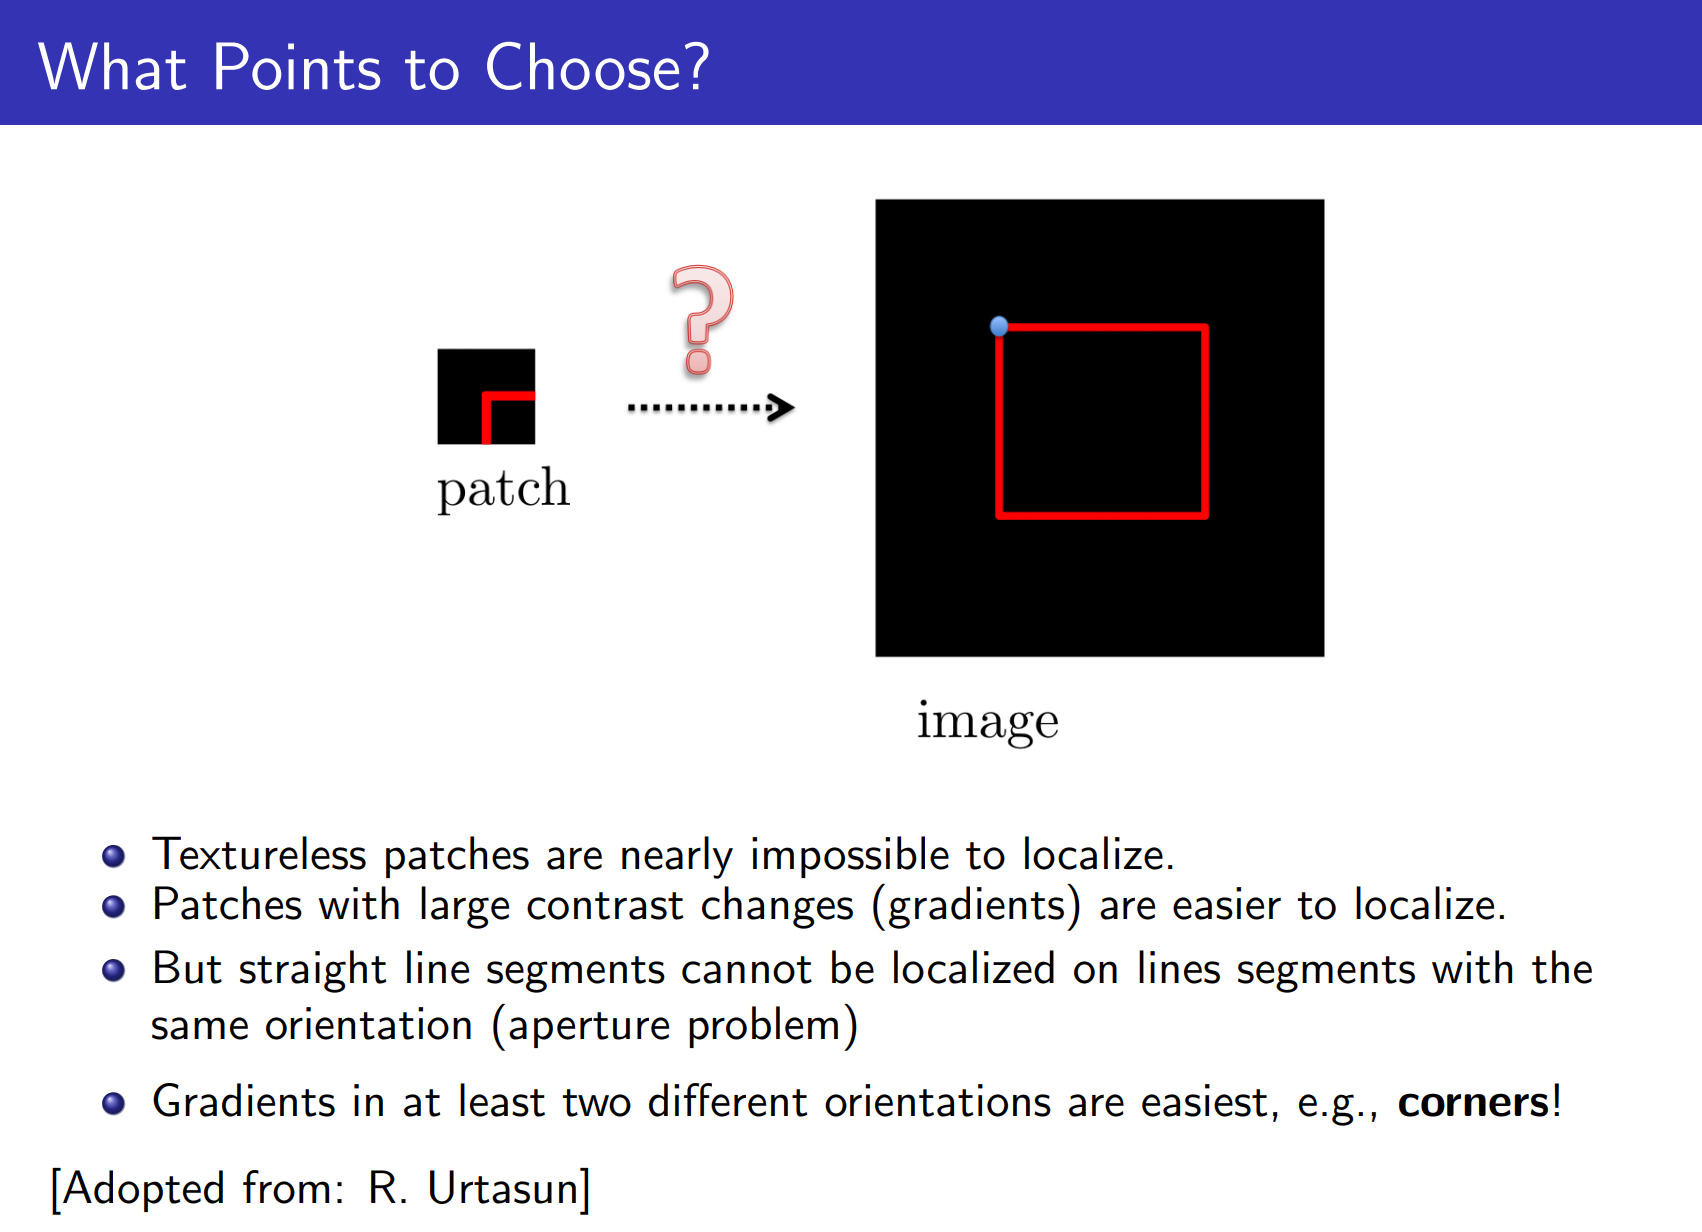 What Points to Choose?
?
patch
image
Textureless patches are nearly impossible to localize.
Patches with large contrast changes (gradients) are easier to localize.
But straight line segments cannot be localized on lines segments with the
same orientation (aperture problem)
Gradients in at least two different orientations are easiest, e.g., corners!
[Adopted from: R. Urtasun]